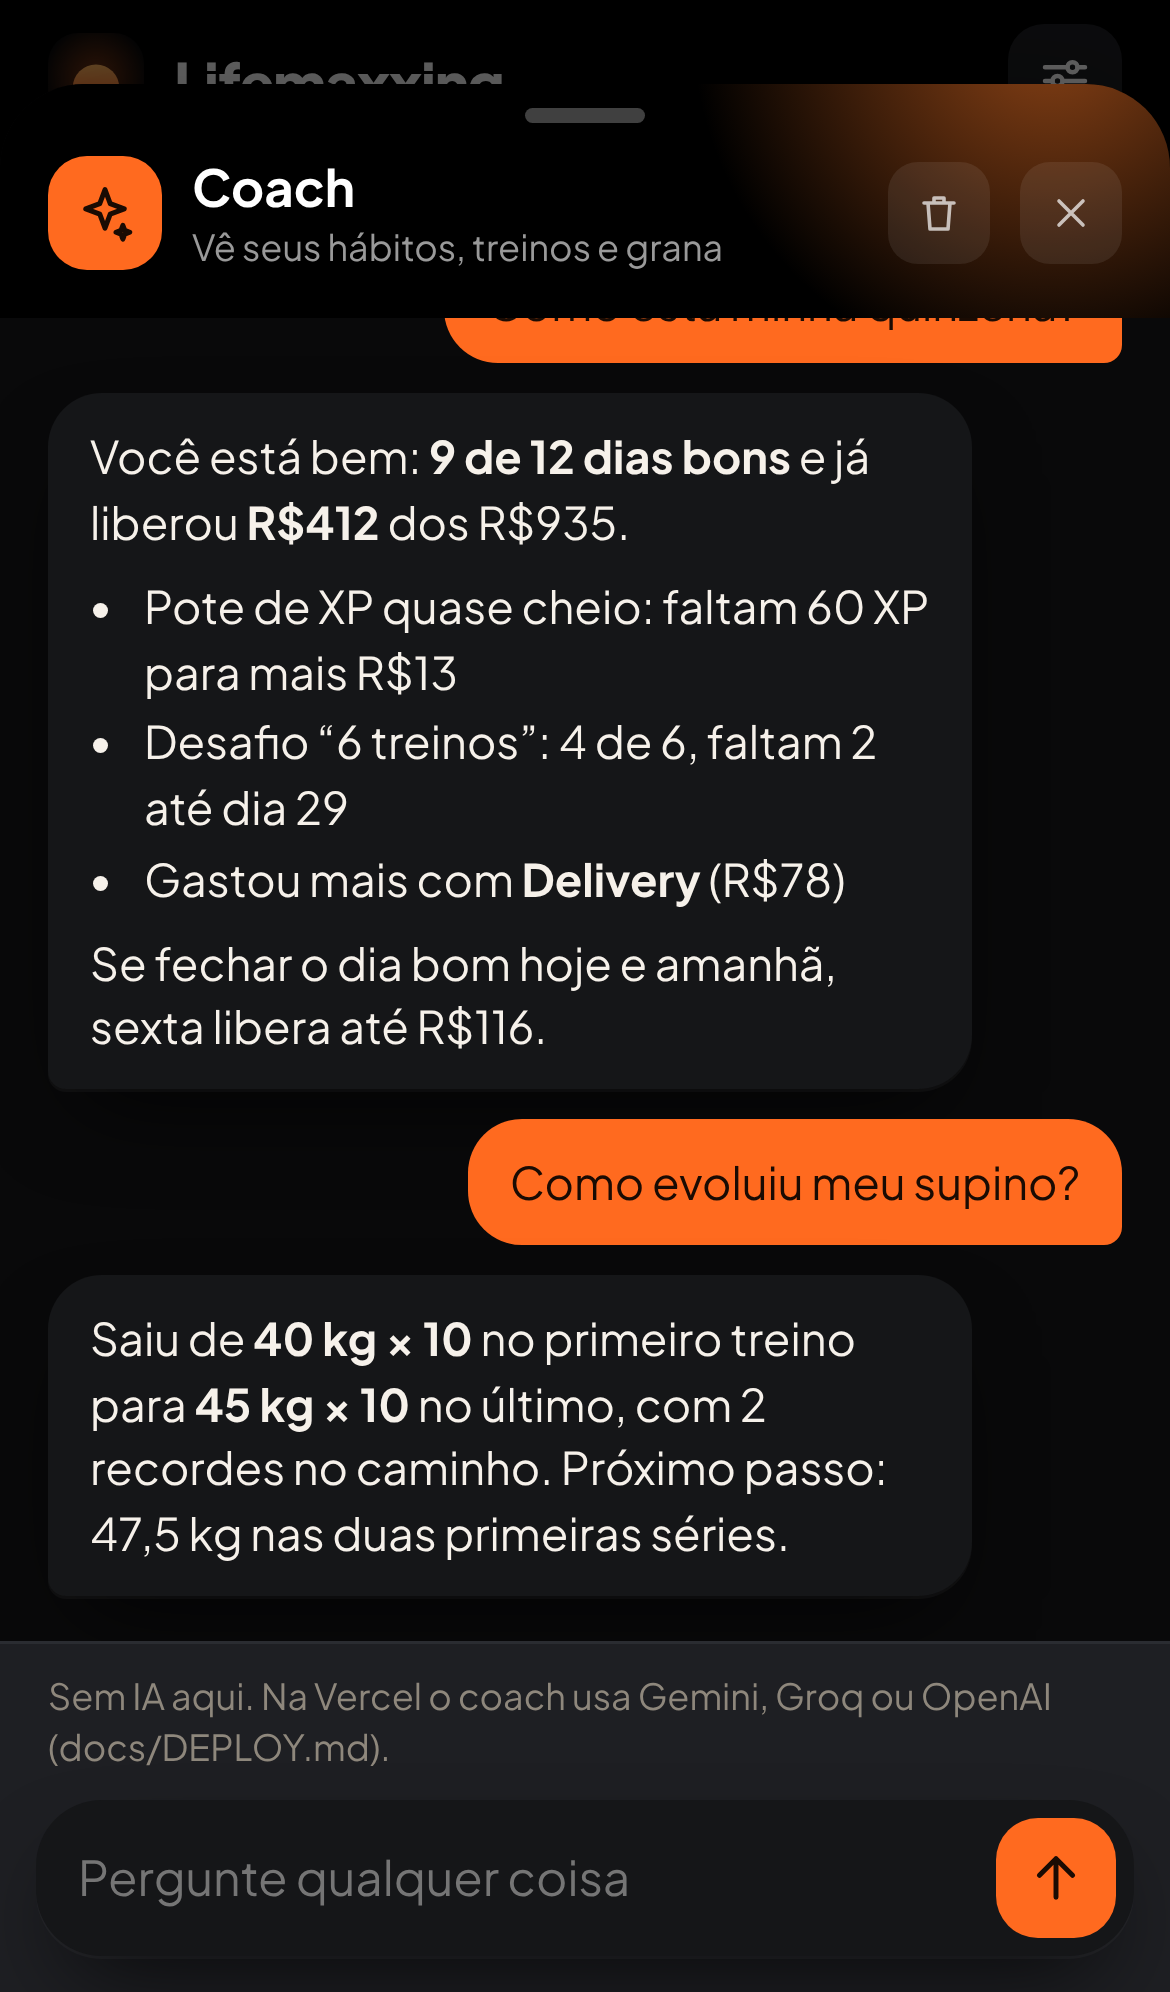 Lifemaxxing
Coach
Vê seus hábitos, treinos e grana
Como está minha quinzena?
Você está bem: 9 de 12 dias bons e já
liberou R$412 dos R$935.
• Pote de XP quase cheio: faltam 60 XP
para mais R$13
• Desafio “6 treinos”: 4 de 6, faltam 2
até dia 29
• Gastou mais com Delivery (R$78)
Se fechar o dia bom hoje e amanhã,
sexta libera até R$116.
Como evoluiu meu supino?
Saiu de 40 kg × 10 no primeiro treino
para 45 kg × 10 no último, com 2
recordes no caminho. Próximo passo:
47,5 kg nas duas primeiras séries.
Sem IA aqui. Na Vercel o coach usa Gemini, Groq ou OpenAI
(docs/DEPLOY.md).
Pergunte qualquer coisa